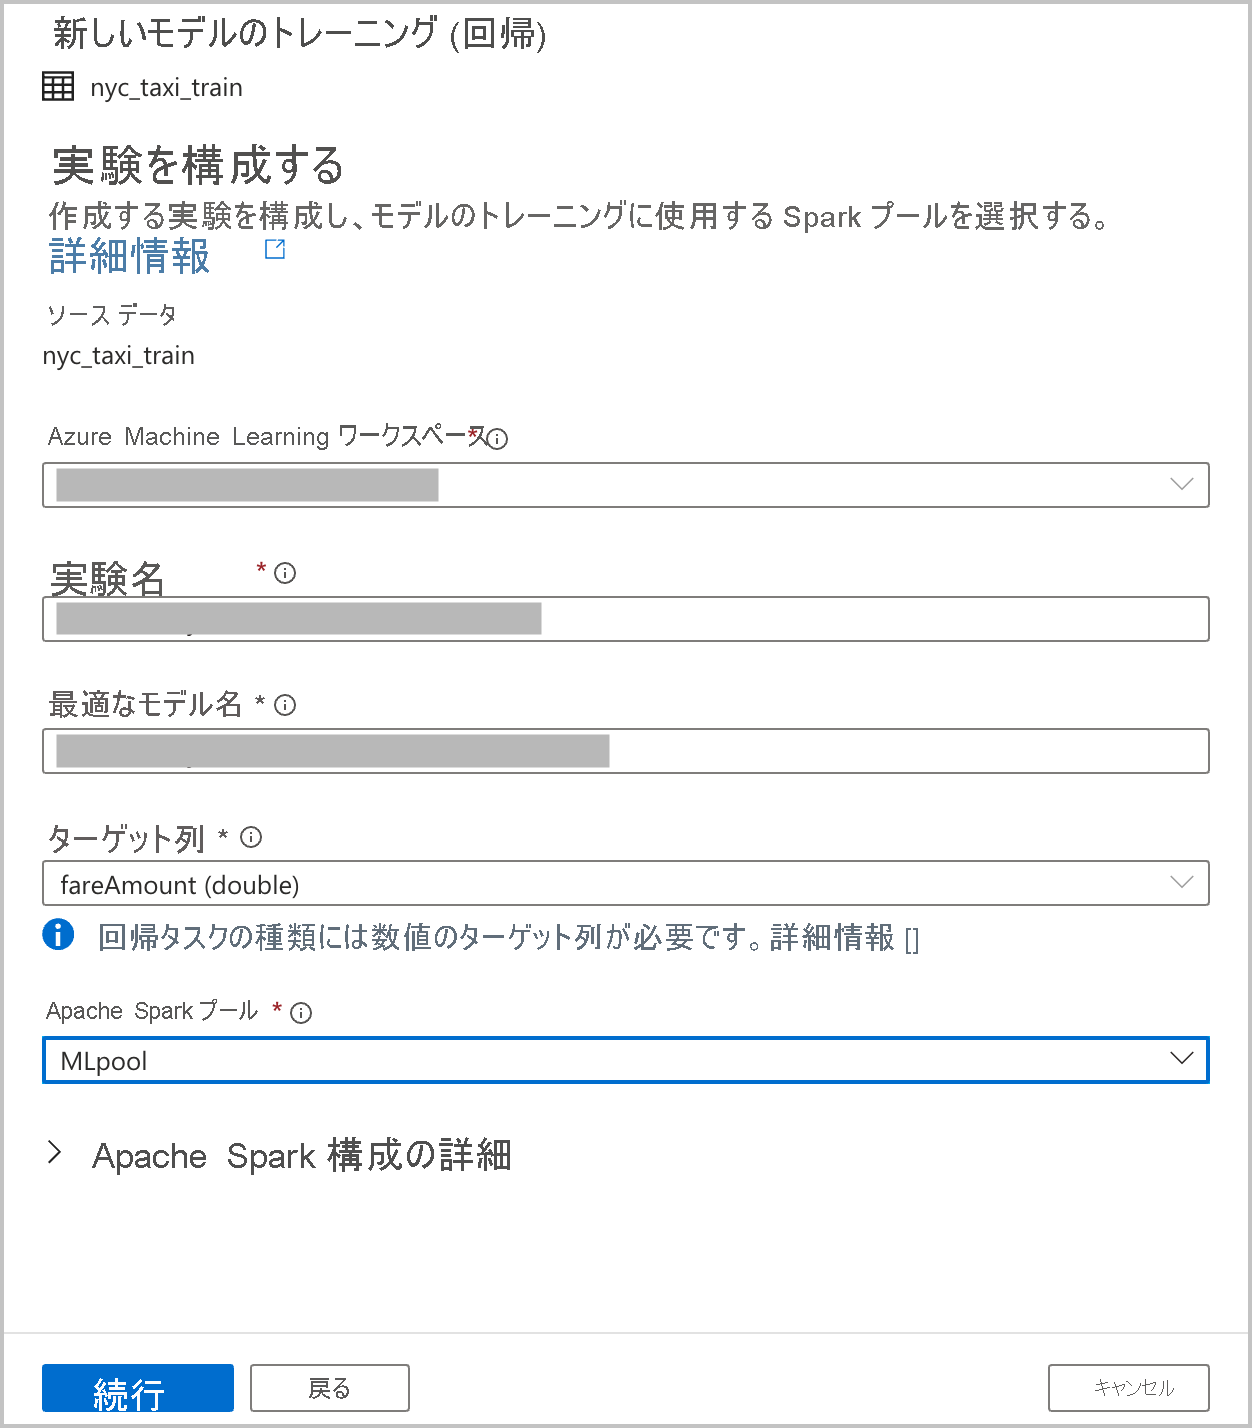 新しいモデルのトレーニング (回帰)
nyc_taxi_train
実験を構成する
作成する実験を構成し、モデルのトレーニングに使用する Spark プールを選択する。
詳細情報
ソース データ
nyc_taxi_train
Azure Machine Learning ワークスペース*
実験名 *
最適なモデル名 *
ターゲット列 *
fareAmount (double)
回帰タスクの種類には数値のターゲット列が必要です。詳細情報 []
Apache Spark プール *
MLpool
Apache Spark 構成の詳細
続行
戻る
キャンセル